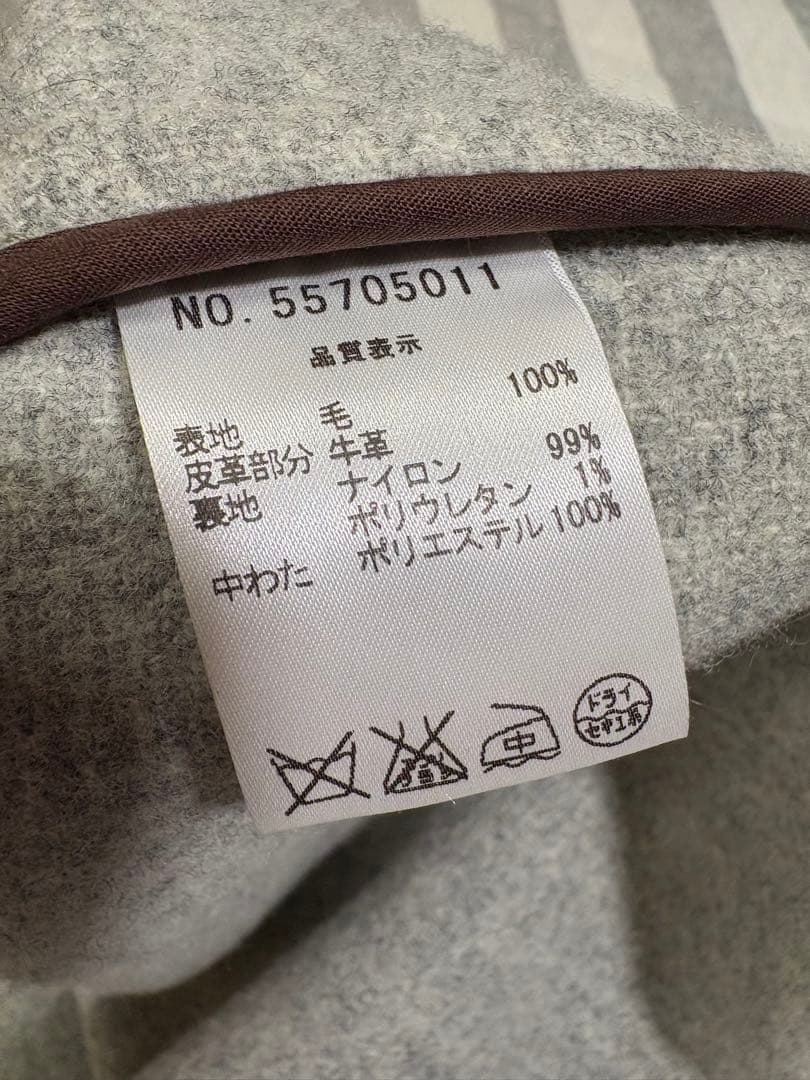 NO. 55705011
品質表示
表地 毛 100%
皮革部分 牛革
裏地 ナイロン 99%
ポリウレタン 1%
中わた ポリエステル 100%
中
ドライ
セキユ系